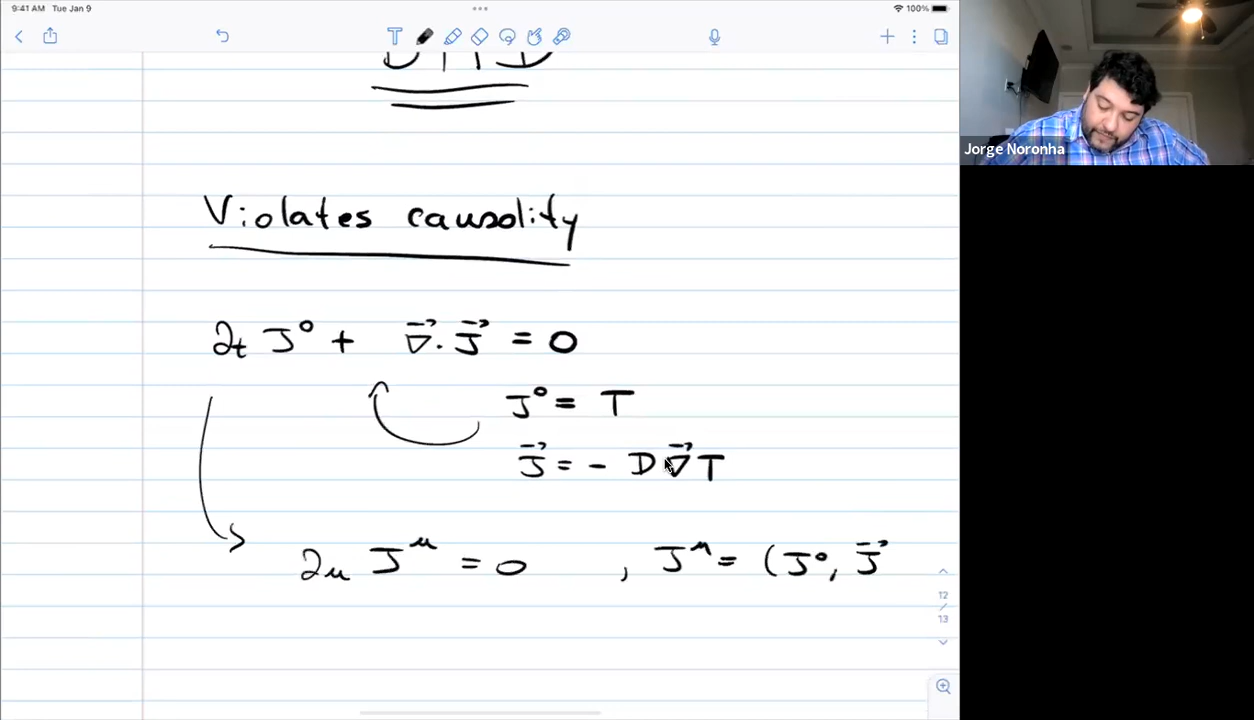 9:41 AM Tue Jan 9
100%
T
Violates causality
∂t J⁰ + ∇⃗·J⃗ = 0
J⁰ = T
J⃗ = - D∇⃗T
∂μ J^μ = 0 , J^μ = (J⁰, J⃗
12
13
Jorge Noronha